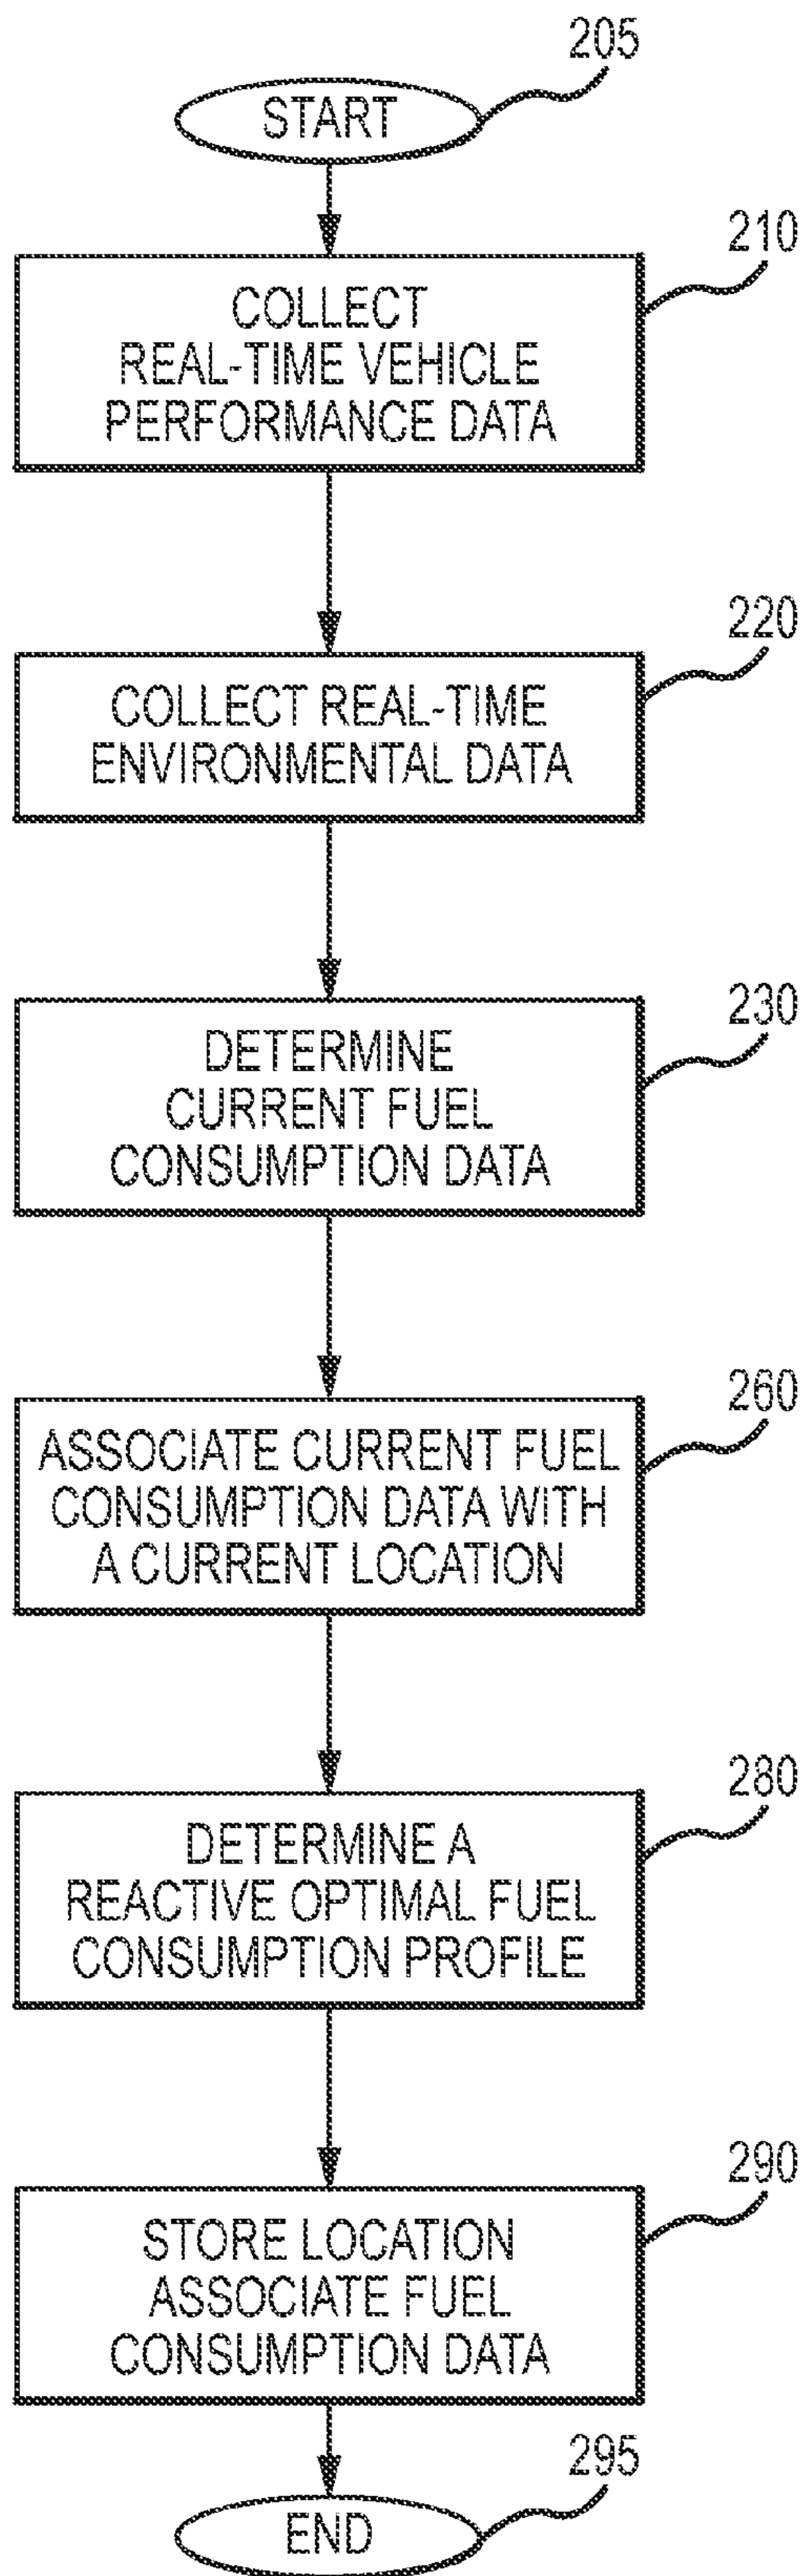 205
START
210
COLLECT
REAL-TIME VEHICLE
PERFORMANCE DATA
220
COLLECT REAL-TIME
ENVIRONMENTAL DATA
230
DETERMINE
CURRENT FUEL
CONSUMPTION DATA
260
ASSOCIATE CURRENT FUEL
CONSUMPTION DATA WITH
A CURRENT LOCATION
280
DETERMINE A
REACTIVE OPTIMAL FUEL
CONSUMPTION PROFILE
290
STORE LOCATION
ASSOCIATE FUEL
CONSUMPTION DATA
295
END